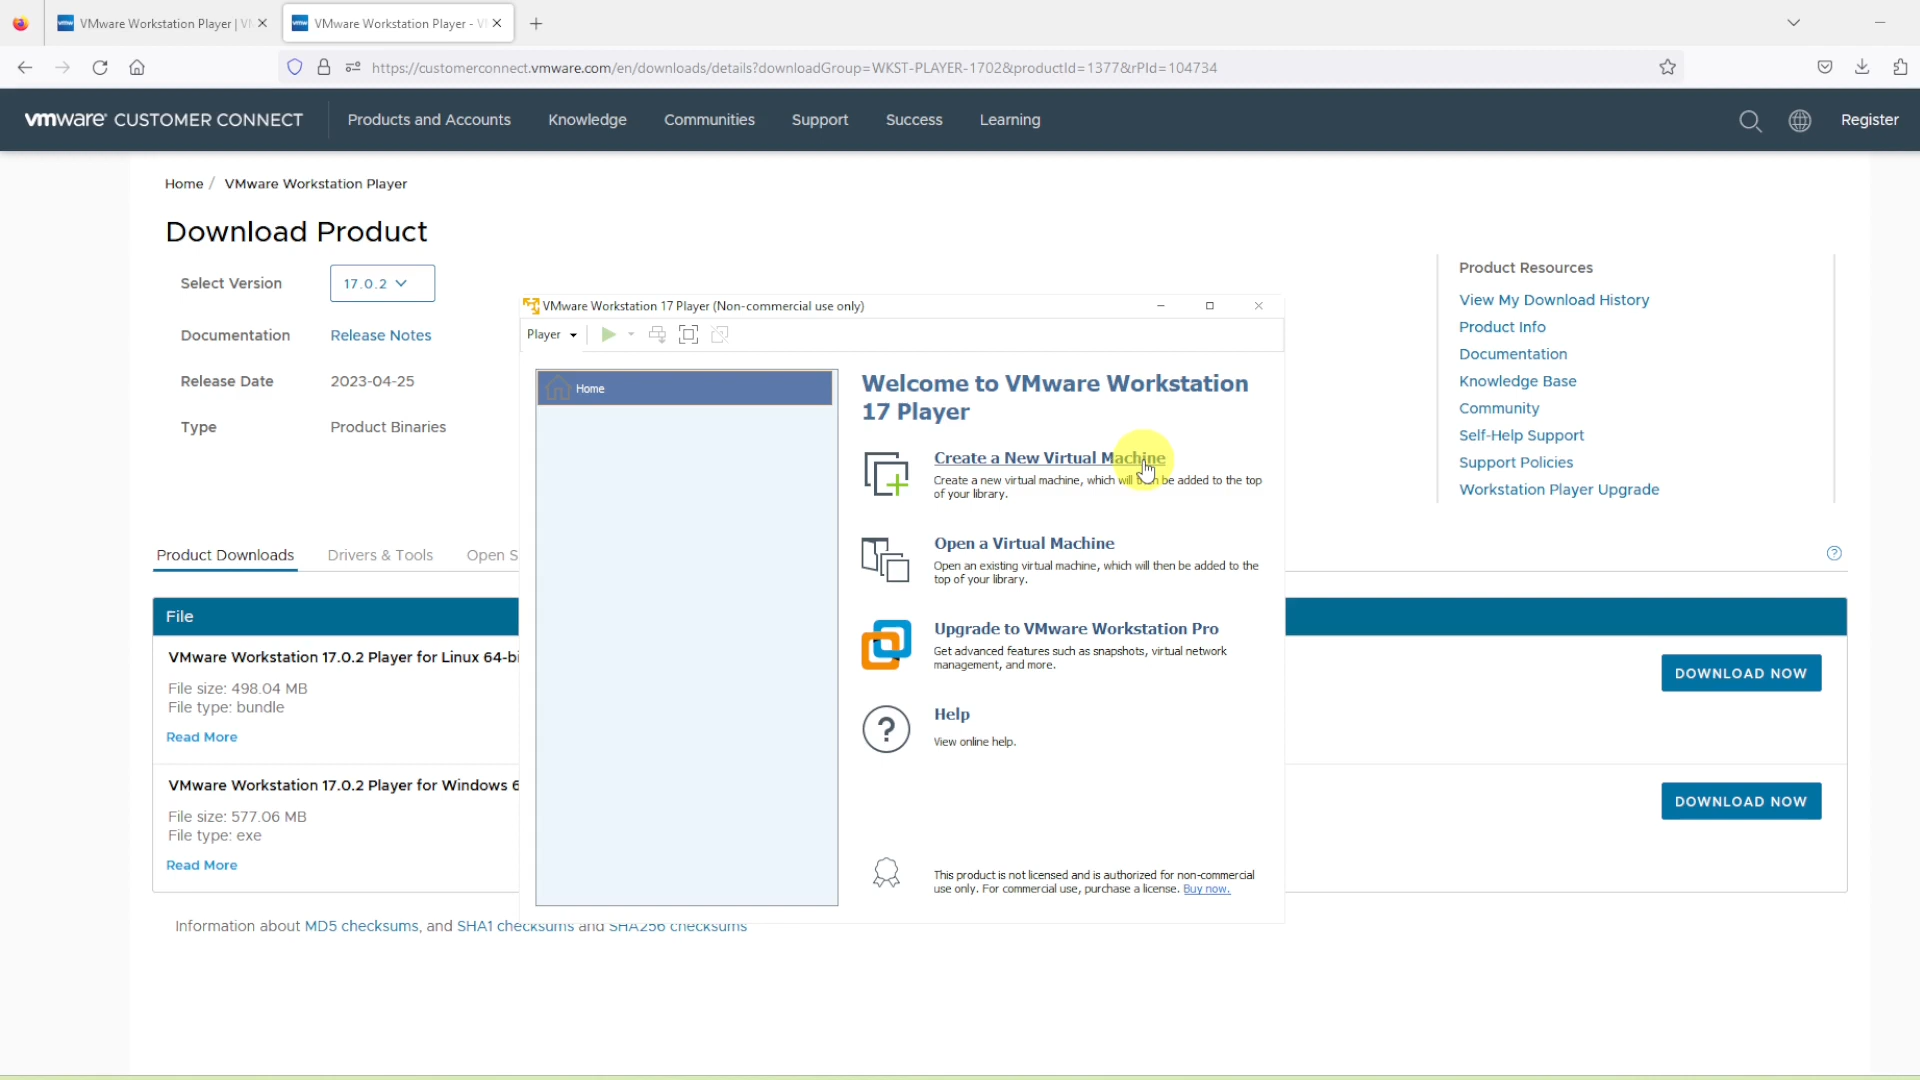 VMware Workstation Player | V
VMware Workstation Player - V
https://customerconnect.vmware.com/en/downloads/details?downloadGroup=WKST-PLAYER-1702&productId=1377&rPId=104734
vmware® CUSTOMER CONNECT
Products and Accounts
Knowledge
Communities
Support
Success
Learning
Register
Home / VMware Workstation Player
Download Product
Select Version
17.0.2
Documentation
Release Notes
Release Date
2023-04-25
Type
Product Binaries
Product Resources
View My Download History
Product Info
Documentation
Knowledge Base
Community
Self-Help Support
Support Policies
Workstation Player Upgrade
Product Downloads
Drivers & Tools
Open S
File
VMware Workstation 17.0.2 Player for Linux 64-bi
File size: 498.04 MB
File type: bundle
Read More
DOWNLOAD NOW
VMware Workstation 17.0.2 Player for Windows 6
File size: 577.06 MB
File type: exe
Read More
DOWNLOAD NOW
Information about MD5 checksums, and SHA1 checksums and SHA256 checksums
VMware Workstation 17 Player (Non-commercial use only)
Player
Home
Welcome to VMware Workstation
17 Player
Create a New Virtual Machine
Create a new virtual machine, which will then be added to the top
of your library.
Open a Virtual Machine
Open an existing virtual machine, which will then be added to the
top of your library.
Upgrade to VMware Workstation Pro
Get advanced features such as snapshots, virtual network
management, and more.
Help
View online help.
This product is not licensed and is authorized for non-commercial
use only. For commercial use, purchase a license. Buy now.